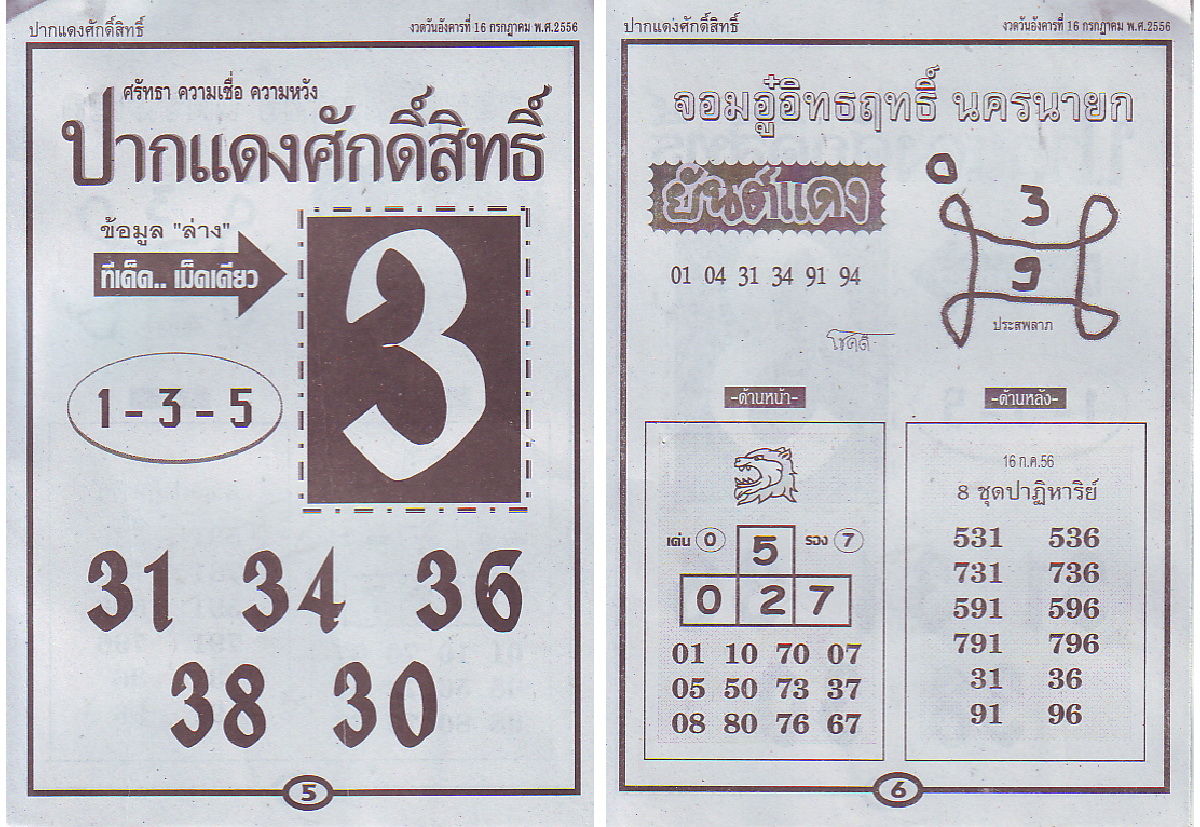 ปากแดงศักดิ์สิทธิ์
งวดวันอังคารที่ 16 กรกฎาคม พ.ศ.2556
ศรัทธา ความเชื่อ ความหวัง
ปากแดงศักดิ์สิทธิ์
ข้อมูล "ล่าง"
ทีเด็ด.. เม็ดเดียว
3
1 - 3 - 5
31 34 36
38 30
5
ปากแดงศักดิ์สิทธิ์
งวดวันอังคารที่ 16 กรกฎาคม พ.ศ.2556
จอมอู๋อิทธฤทธิ์ นครนายก
ยันต์แดง
0
3
9
01 04 31 34 91 94
ประสพลาภ
โชคดี
-ด้านหน้า-
เด่น 0 5 รอง 7
0 2 7
01 10 70 07
05 50 73 37
08 80 76 67
-ด้านหลัง-
16 ก.ค.56
8 ชุดปาฏิหาริย์
531 536
731 736
591 596
791 796
31 36
91 96
6